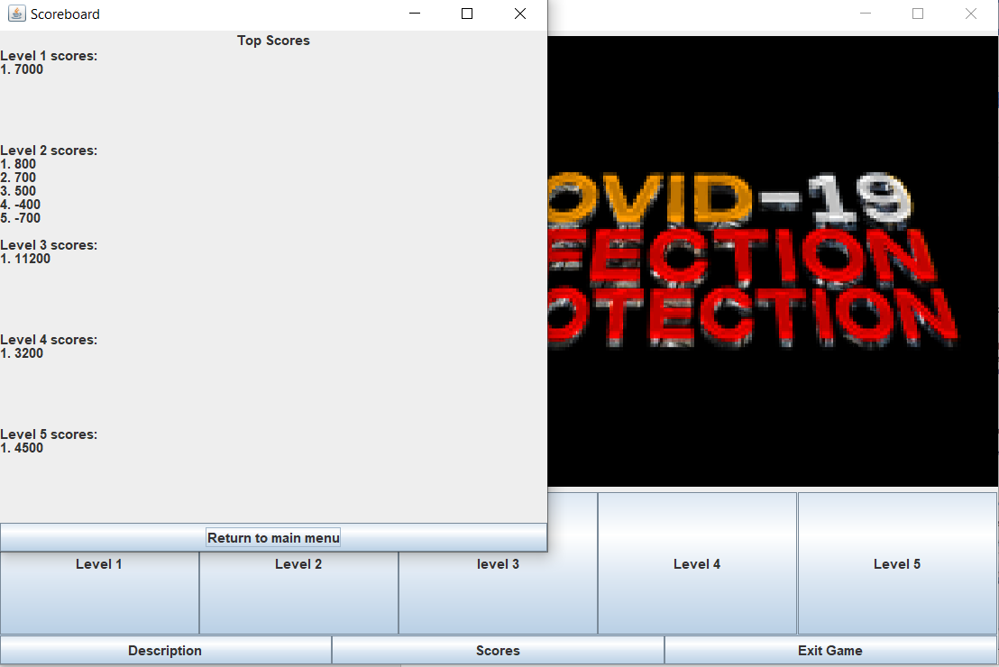 Scoreboard
Top Scores
Level 1 scores:
1. 7000
Level 2 scores:
1. 800
2. 700
3. 500
4. -400
5. -700
Level 3 scores:
1. 11200
Level 4 scores:
1. 3200
Level 5 scores:
1. 4500
Return to main menu
OVID-19
FECTION
OTECTION
Level 1
Level 2
level 3
Level 4
Level 5
Description
Scores
Exit Game